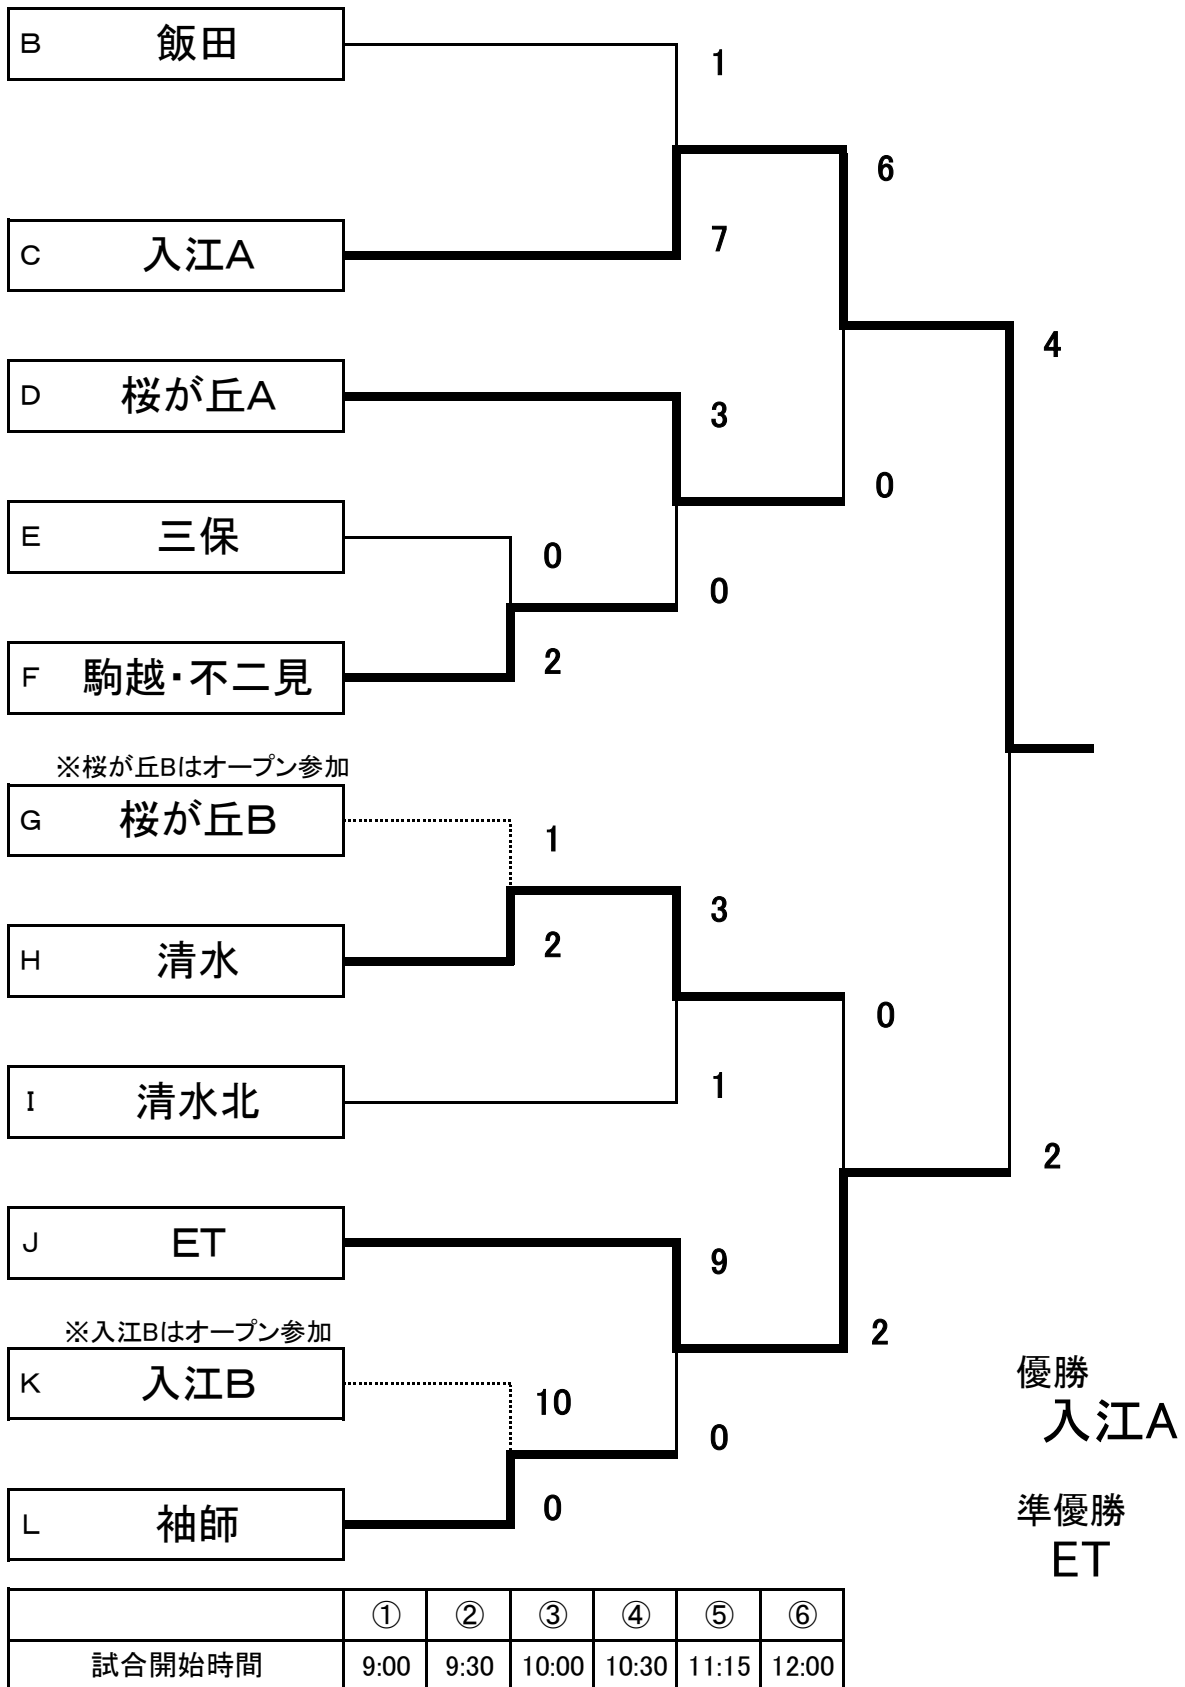 B 飯田
1
6
C 入江A
7
4
D 桜が丘A
3
0
E 三保
0
0
F 駒越・不二見
2
※桜が丘Bはオープン参加
G 桜が丘B
1
3
H 清水
2
0
I 清水北
1
2
J ET
9
※入江Bはオープン参加
2
K 入江B
10
0
L 袖師
0
優勝
入江A
準優勝
ET
① ② ③ ④ ⑤ ⑥
試合開始時間 9:00 9:30 10:00 10:30 11:15 12:00